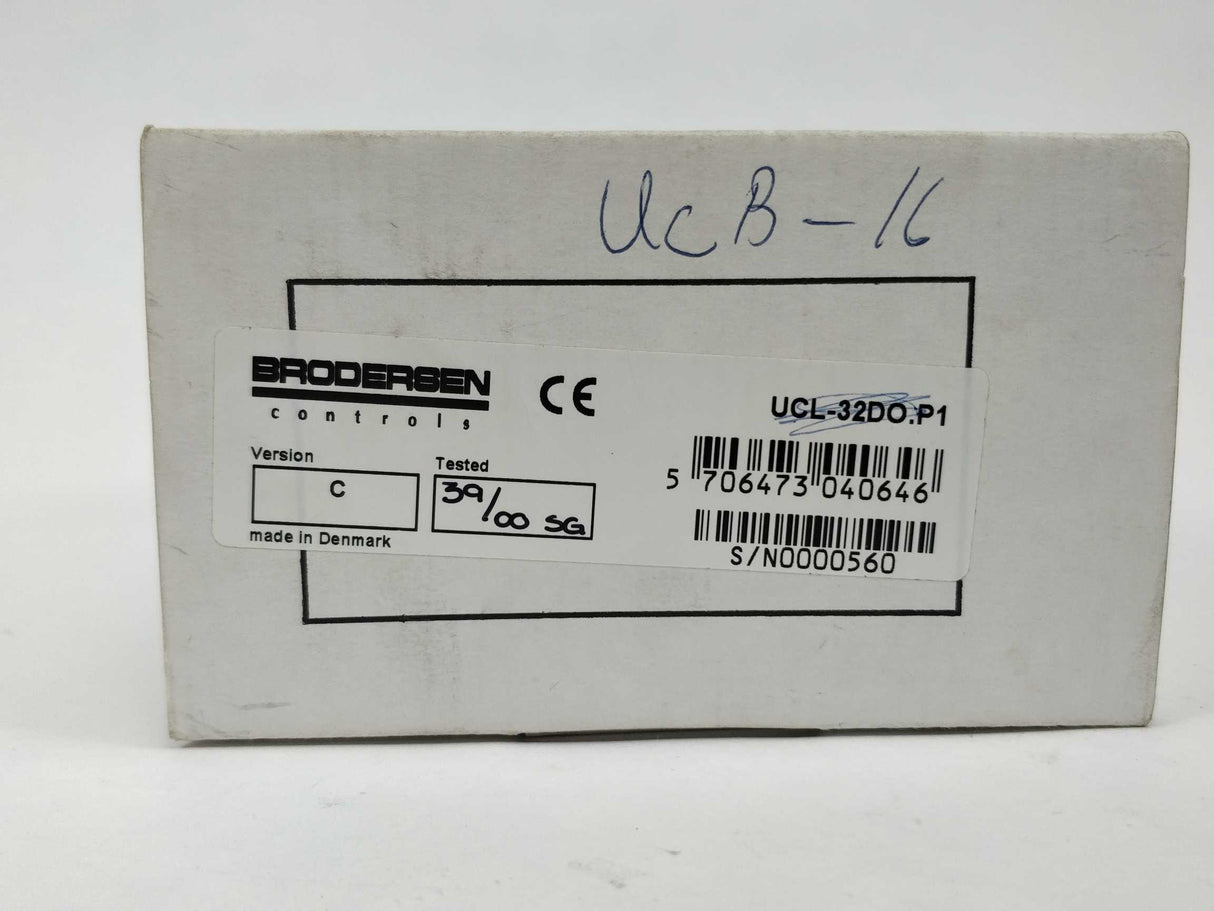 UcB-16
BRODERSEN
controls
CE
UCL-32DO.P1
Version
C
Tested
39/00 SG
made in Denmark
5 706473 040646
S/N0000560